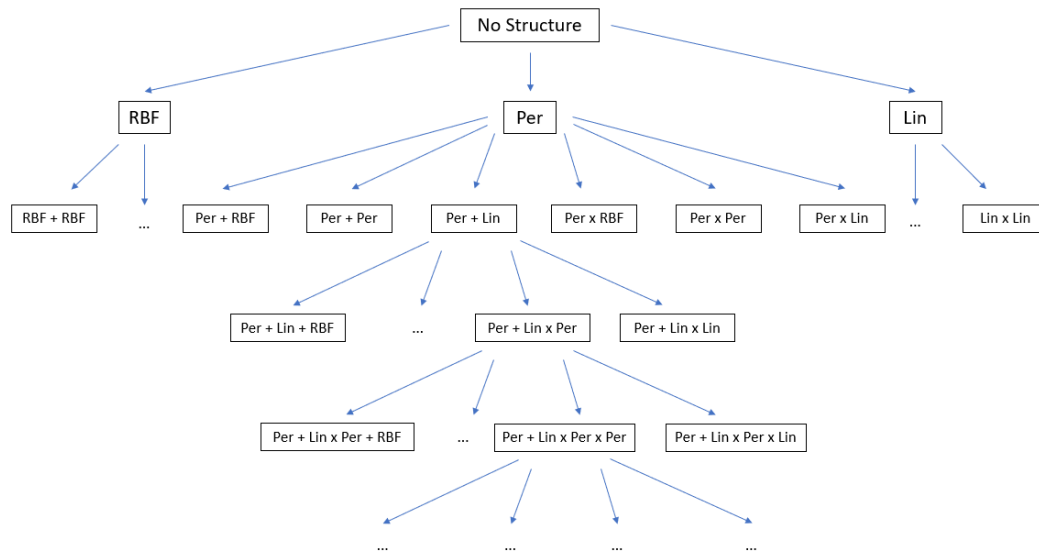 No Structure
RBF
Per
Lin
RBF + RBF
...
Per + RBF
Per + Per
Per + Lin
Per x RBF
Per x Per
Per x Lin
...
Lin x Lin
Per + Lin + RBF
...
Per + Lin x Per
Per + Lin x Lin
Per + Lin x Per + RBF
...
Per + Lin x Per x Per
Per + Lin x Per x Lin
...
...
...
...